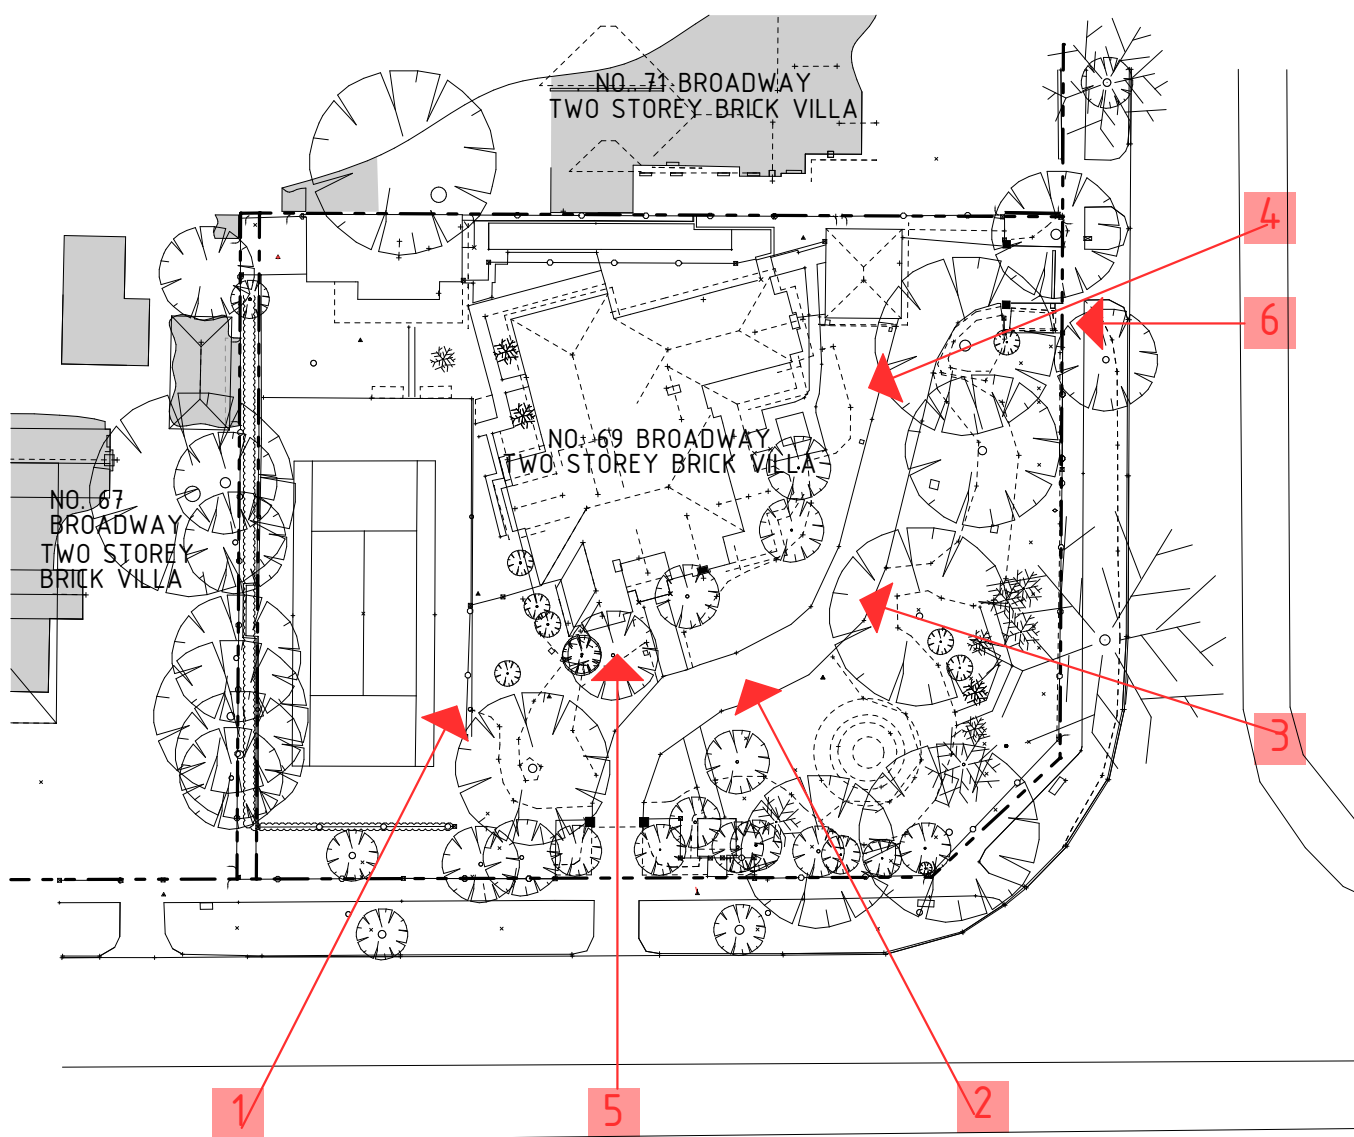 NO. 71 BROADWAY
TWO STOREY BRICK VILLA
4
6
NO. 69 BROADWAY
TWO STOREY BRICK VILLA
NO. 67
BROADWAY
TWO STOREY
BRICK VILLA
3
1
5
2